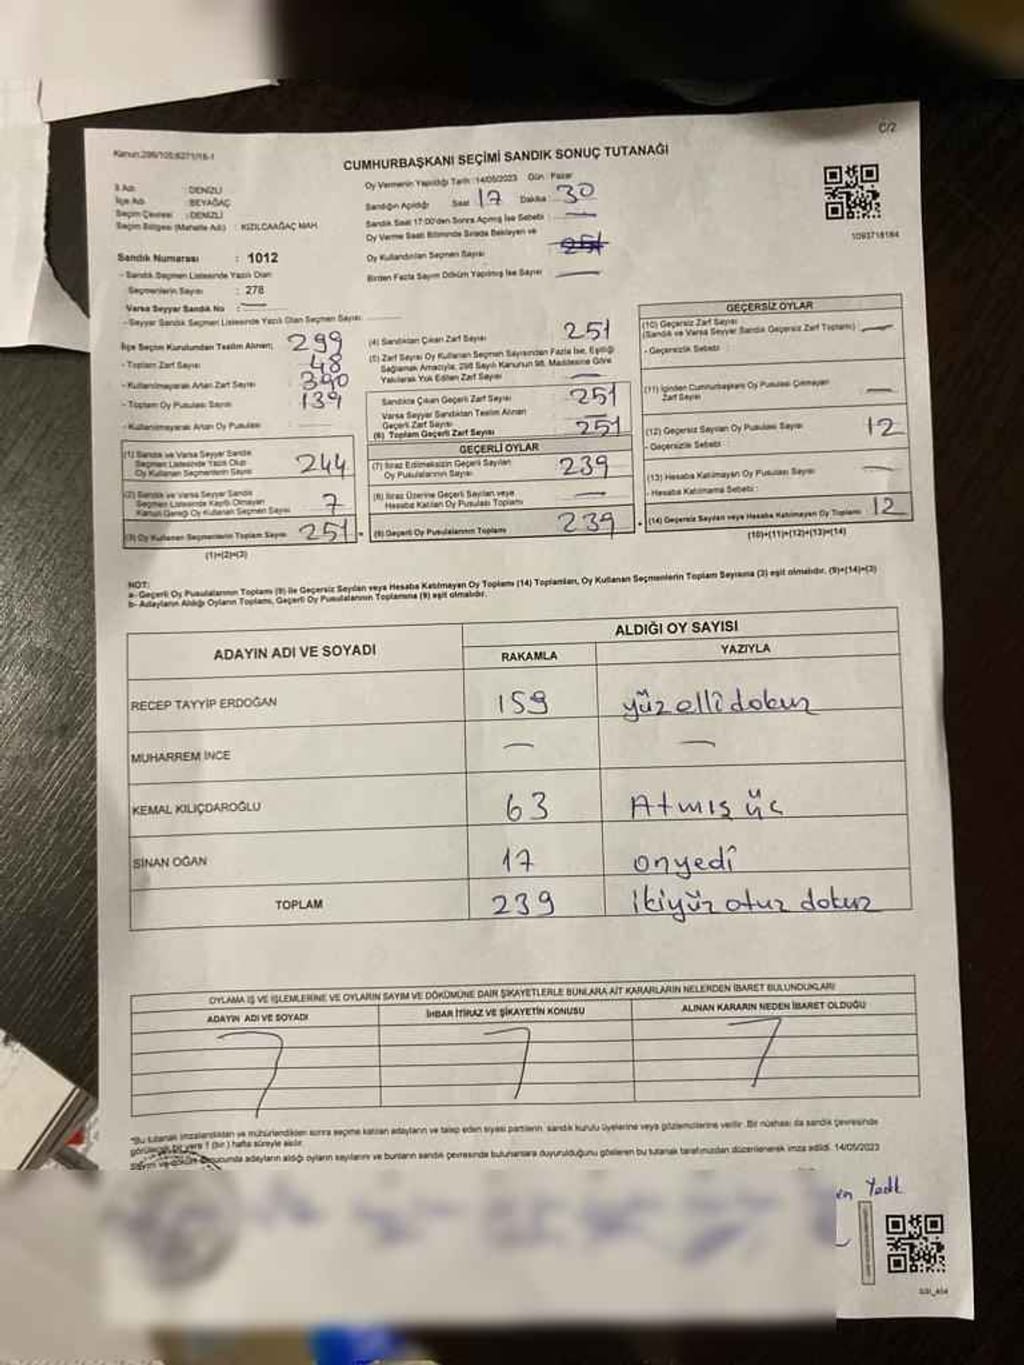 Kanun:298/105;6271/16-1
C/2
CUMHURBAŞKANI SEÇİMİ SANDIK SONUÇ TUTANAĞI
İl Adı : DENİZLİ
İlçe Adı : BEYAĞAÇ
Seçim Çevresi : DENİZLİ
Seçim Bölgesi (Mahalle Adı) : KIZILCAAĞAÇ MAH.
Oy Vermenin Yapıldığı Tarih : 14/05/2023 Gün : Pazar
Sandığın Açıldığı Saat : 17 Dakika : 30
Sandık Saat 17:00'den Sonra Açılmış İse Sebebi : —
Oy Verme Saati Bitiminde Sırada Bekleyen ve
Oy Kullandırılan Seçmen Sayısı : 251
Birden Fazla Sayım Döküm Yapılmış İse Sayısı : —
1093718184
Sandık Numarası : 1012
- Sandık Seçmen Listesinde Yazılı Olan
Seçmenlerin Sayısı : 278
Varsa Seyyar Sandık No : —
- Seyyar Sandık Seçmen Listesinde Yazılı Olan Seçmen Sayısı
İlçe Seçim Kurulundan Teslim Alınan;
- Toplam Zarf Sayısı : 299
- Kullanılmayarak Artan Zarf Sayısı : 48
- Toplam Oy Pusulası Sayısı : 390
- Kullanılmayarak Artan Oy Pusulası : 139
(1) Sandık ve Varsa Seyyar Sandık
Seçmen Listesinde Yazılı Olup
Oy Kullanan Seçmenlerin Sayısı 244
(2) Sandık ve Varsa Seyyar Sandık
Seçmen Listesinde Kayıtlı Olmayan
Kanun Gereği Oy Kullanan Seçmen Sayısı 7
(3) Oy Kullanan Seçmenlerin Toplam Sayısı 251
(1)+(2)=(3)
(4) Sandıktan Çıkan Zarf Sayısı 251
(5) Zarf Sayısı Oy Kullanan Seçmen Sayısından Fazla İse, Eşitliği
Sağlamak Amacıyla, 298 Sayılı Kanunun 98. Maddesine Göre
Yakılarak Yok Edilen Zarf Sayısı —
Sandıkta Çıkan Geçerli Zarf Sayısı 251
Varsa Seyyar Sandıktan Teslim Alınan
Geçerli Zarf Sayısı —
(6) Toplam Geçerli Zarf Sayısı 251
GEÇERLİ OYLAR
(7) İtiraz Edilmeksizin Geçerli Sayılan
Oy Pusulalarının Sayısı 239
(8) İtiraz Üzerine Geçerli Sayılan veya
Hesaba Katılan Oy Pusulalarının Toplamı —
(9) Geçerli Oy Pusulalarının Toplamı 239
GEÇERSİZ OYLAR
(10) Geçersiz Zarf Sayısı
(Sandık ve Varsa Seyyar Sandık Geçersiz Zarf Toplamı) —
- Geçersizlik Sebebi :
(11) İçinden Cumhurbaşkanı Oy Pusulası Çıkmayan
Zarf Sayısı —
(12) Geçersiz Sayılan Oy Pusulası Sayısı 12
- Geçersizlik Sebebi :
(13) Hesaba Katılmayan Oy Pusulası Sayısı —
- Hesaba Katılmama Sebebi :
(14) Geçersiz Sayılan veya Hesaba Katılmayan Oy Toplamı 12
(10)+(11)+(12)+(13)=(14)
NOT:
a- Geçerli Oy Pusulalarının Toplamı (9) ile Geçersiz Sayılan veya Hesaba Katılmayan Oy Toplamı (14) Toplamları, Oy Kullanan Seçmenlerin Toplam Sayısına (3) eşit olmalıdır. (9)+(14)=(3)
b- Adayların Aldığı Oyların Toplamı, Geçerli Oy Pusulalarının Toplamına (9) eşit olmalıdır.
ADAYIN ADI VE SOYADI
ALDIĞI OY SAYISI
RAKAMLA YAZIYLA
RECEP TAYYİP ERDOĞAN 159 yüz elli dokuz
MUHARREM İNCE — —
KEMAL KILIÇDAROĞLU 63 Atmış üç
SİNAN OĞAN 17 onyedi
TOPLAM 239 ikiyüz otuz dokuz
OYLAMA İŞ VE İŞLEMLERİNE VE OYLARIN SAYIM VE DÖKÜMÜNE DAİR ŞİKAYETLERLE BUNLARA AİT KARARLARIN NELERDEN İBARET BULUNDUKLARI
ADAYIN ADI VE SOYADI İHBAR İTİRAZ VE ŞİKAYETİN KONUSU ALINAN KARARIN NEDEN İBARET OLDUĞU
*Bu tutanak imzalandıktan ve mühürlendikten sonra seçime katılan adayların ve talep eden siyasi partilerin sandık kurulu üyelerine veya gözlemcilerine verilir. Bir nüshası da sandık çevresinde
görülecek bir yere 1 (bir) hafta süreyle asılır.
Sayım ve döküm sonucunda adayların aldığı oyların sayılarını ve bunların sandık çevresinde bulunanlara duyurulduğunu gösteren bu tutanak tarafımızdan düzenlenerek imza edildi. 14/05/2023